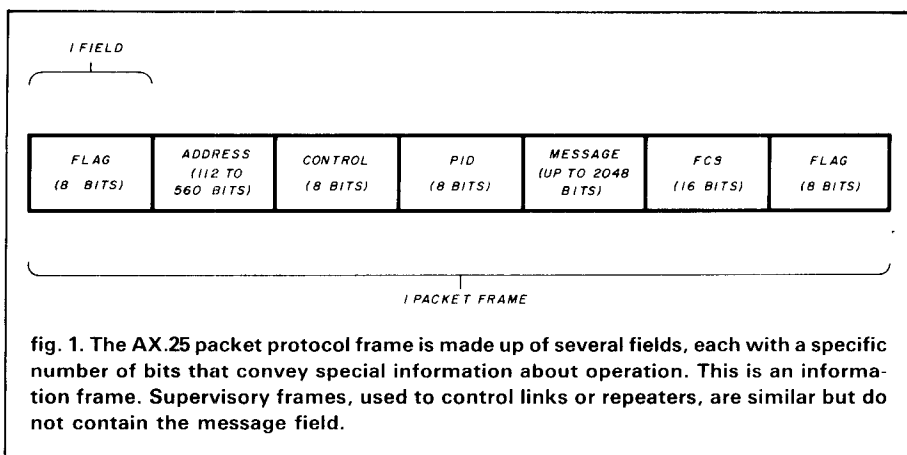 1 FIELD
FLAG
(8 BITS)
ADDRESS
(112 TO
560 BITS)
CONTROL
(8 BITS)
PID
(8 BITS)
MESSAGE
(UP TO 2048
BITS)
FCS
(16 BITS)
FLAG
(8 BITS)
1 PACKET FRAME
fig. 1. The AX.25 packet protocol frame is made up of several fields, each with a specific
number of bits that convey special information about operation. This is an informa-
tion frame. Supervisory frames, used to control links or repeaters, are similar but do
not contain the message field.